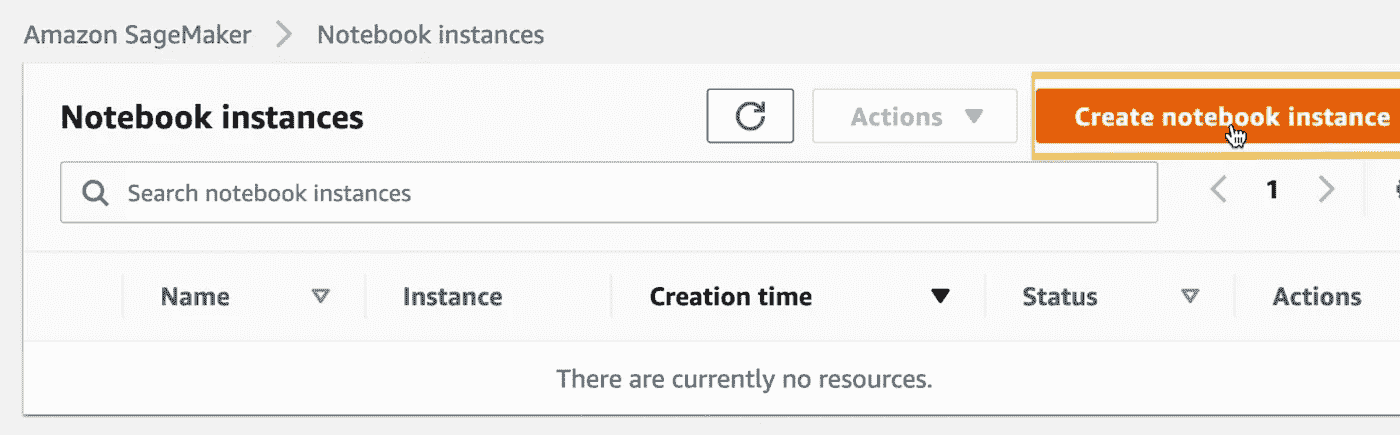 Amazon SageMaker > Notebook instances
Notebook instances
Actions
Create notebook instance
Search notebook instances
1
Name Instance Creation time Status Actions
There are currently no resources.